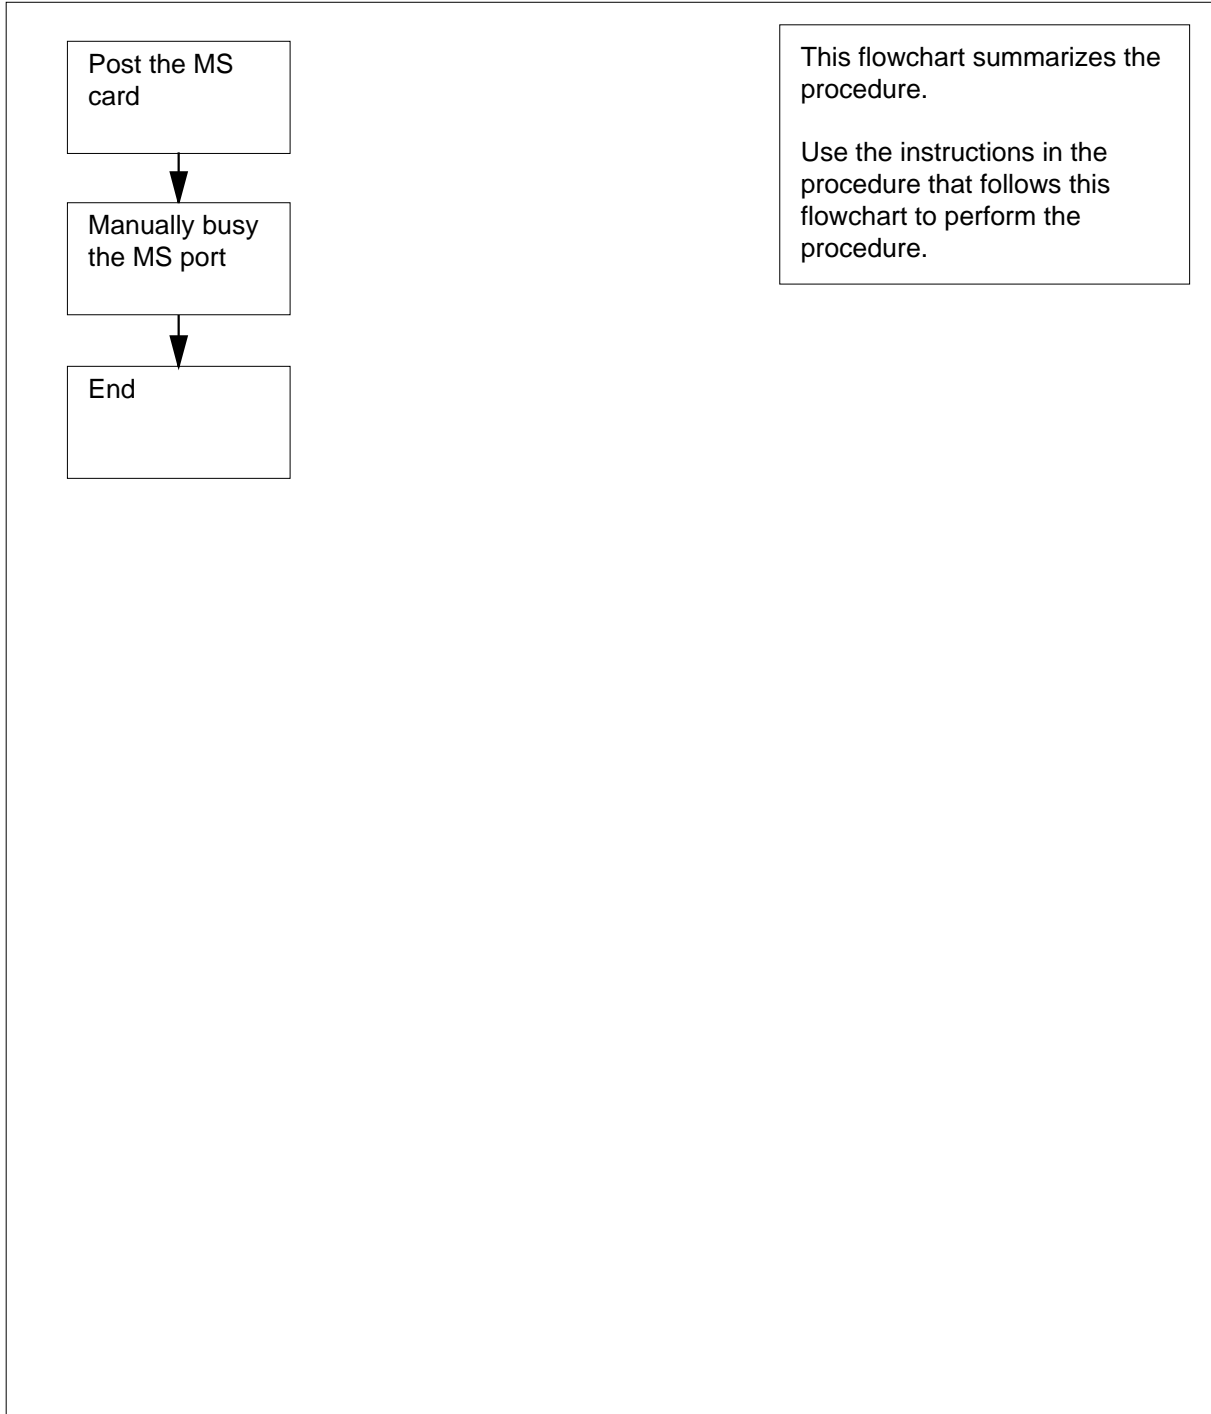 Post the MS
card
Manually busy
the MS port
End
This flowchart summarizes the
procedure.
Use the instructions in the
procedure that follows this
flowchart to perform the
procedure.